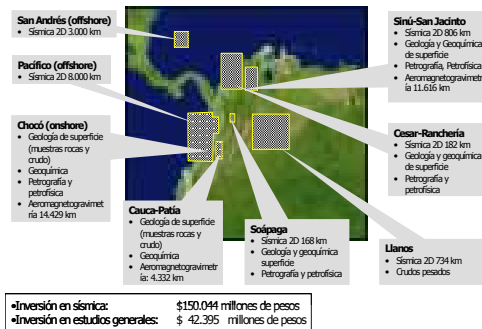 San Andrés (offshore)
• Sísmica 2D 3.000 km
Pacífico (offshore)
• Sísmica 2D 8.000 km
Chocó (onshore)
• Geología de superficie
(muestras rocas y
crudo)
• Geoquímica
• Petrografía y
petrofísica
• Aeromagnetogravimet
ría 14.429 km
Cauca-Patía
• Geología de superficie
(muestras rocas y
crudo)
• Geoquímica
• Aeromagnetogravimetr
ía: 4.332 km
Soápaga
• Sísmica 2D 168 km
• Geología y geoquímica
superficie
• Petrografía y petrofísica
Sinú-San Jacinto
• Sísmica 2D 806 km
• Geología y Geoquímica
de superficie
• Petrografía, Petrofísica
• Aeromagnetogravimetr
ía 11.616 km
Cesar-Ranchería
• Sísmica 2D 182 km
• Geología y geoquímica
de superficie
• Petrografía y
petrofísica
Llanos
• Sísmica 2D 734 km
• Crudos pesados
•Inversión en sísmica: $150.044 millones de pesos
•Inversión en estudios generales: $ 42.395 millones de pesos